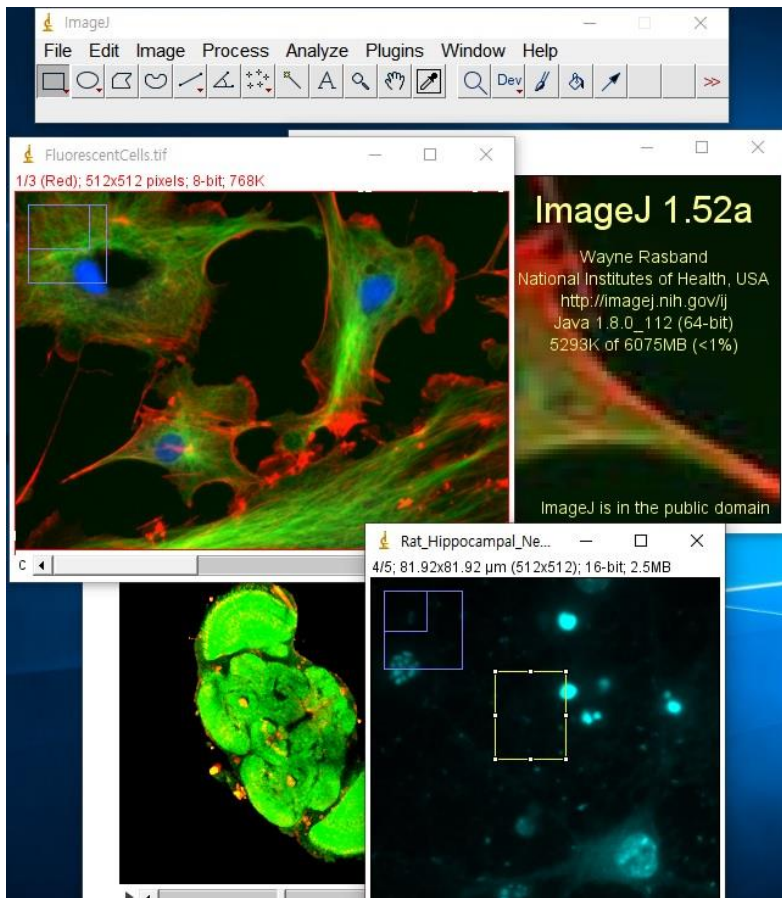 ImageJ
File Edit Image Process Analyze Plugins Window Help
A Dev >>
FluorescentCells.tif
1/3 (Red); 512x512 pixels; 8-bit; 768K
ImageJ 1.52a
Wayne Rasband
National Institutes of Health, USA
http://imagej.nih.gov/ij
Java 1.8.0_112 (64-bit)
5293K of 6075MB (<1%)
ImageJ is in the public domain
c
Rat_Hippocampal_Ne...
4/5; 81.92x81.92 µm (512x512); 16-bit; 2.5MB